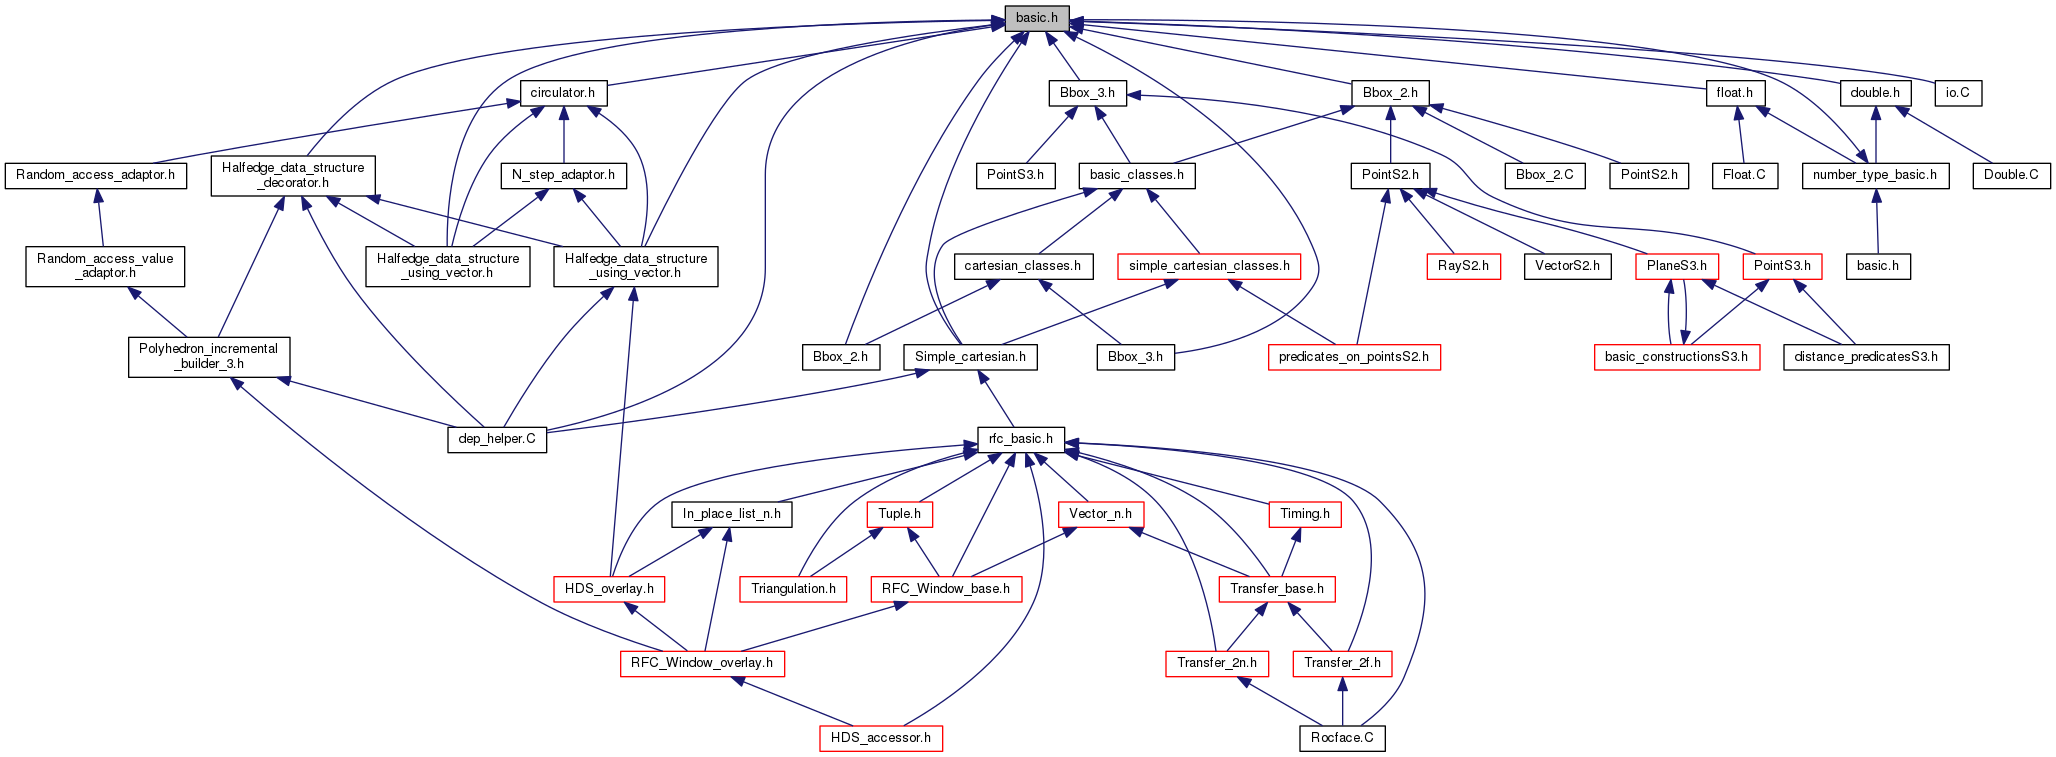 basic.h
circulator.h
Bbox_3.h
Bbox_2.h
float.h
double.h
io.C
Random_access_adaptor.h
Halfedge_data_structure
_decorator.h
N_step_adaptor.h
PointS3.h
basic_classes.h
PointS2.h
Bbox_2.C
PointS2.h
Float.C
number_type_basic.h
Double.C
Random_access_value
_adaptor.h
Halfedge_data_structure
_using_vector.h
Halfedge_data_structure
_using_vector.h
cartesian_classes.h
simple_cartesian_classes.h
RayS2.h
VectorS2.h
PlaneS3.h
PointS3.h
basic.h
Polyhedron_incremental
_builder_3.h
Bbox_2.h
Simple_cartesian.h
Bbox_3.h
predicates_on_pointsS2.h
basic_constructionsS3.h
distance_predicatesS3.h
dep_helper.C
rfc_basic.h
In_place_list_n.h
Tuple.h
Vector_n.h
Timing.h
HDS_overlay.h
Triangulation.h
RFC_Window_base.h
Transfer_base.h
RFC_Window_overlay.h
Transfer_2n.h
Transfer_2f.h
HDS_accessor.h
Rocface.C